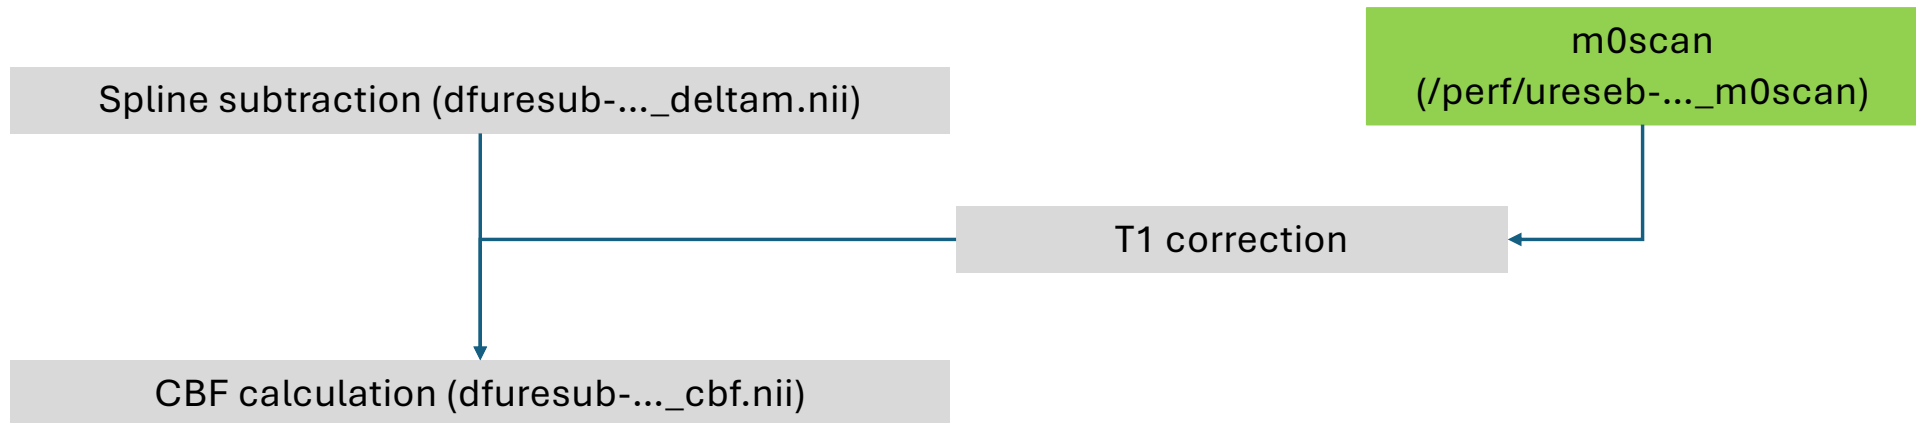 m0scan
(/perf/ureseb-..._m0scan)
Spline subtraction (dfuresub-..._deltam.nii)
T1 correction
CBF calculation (dfuresub-..._cbf.nii)